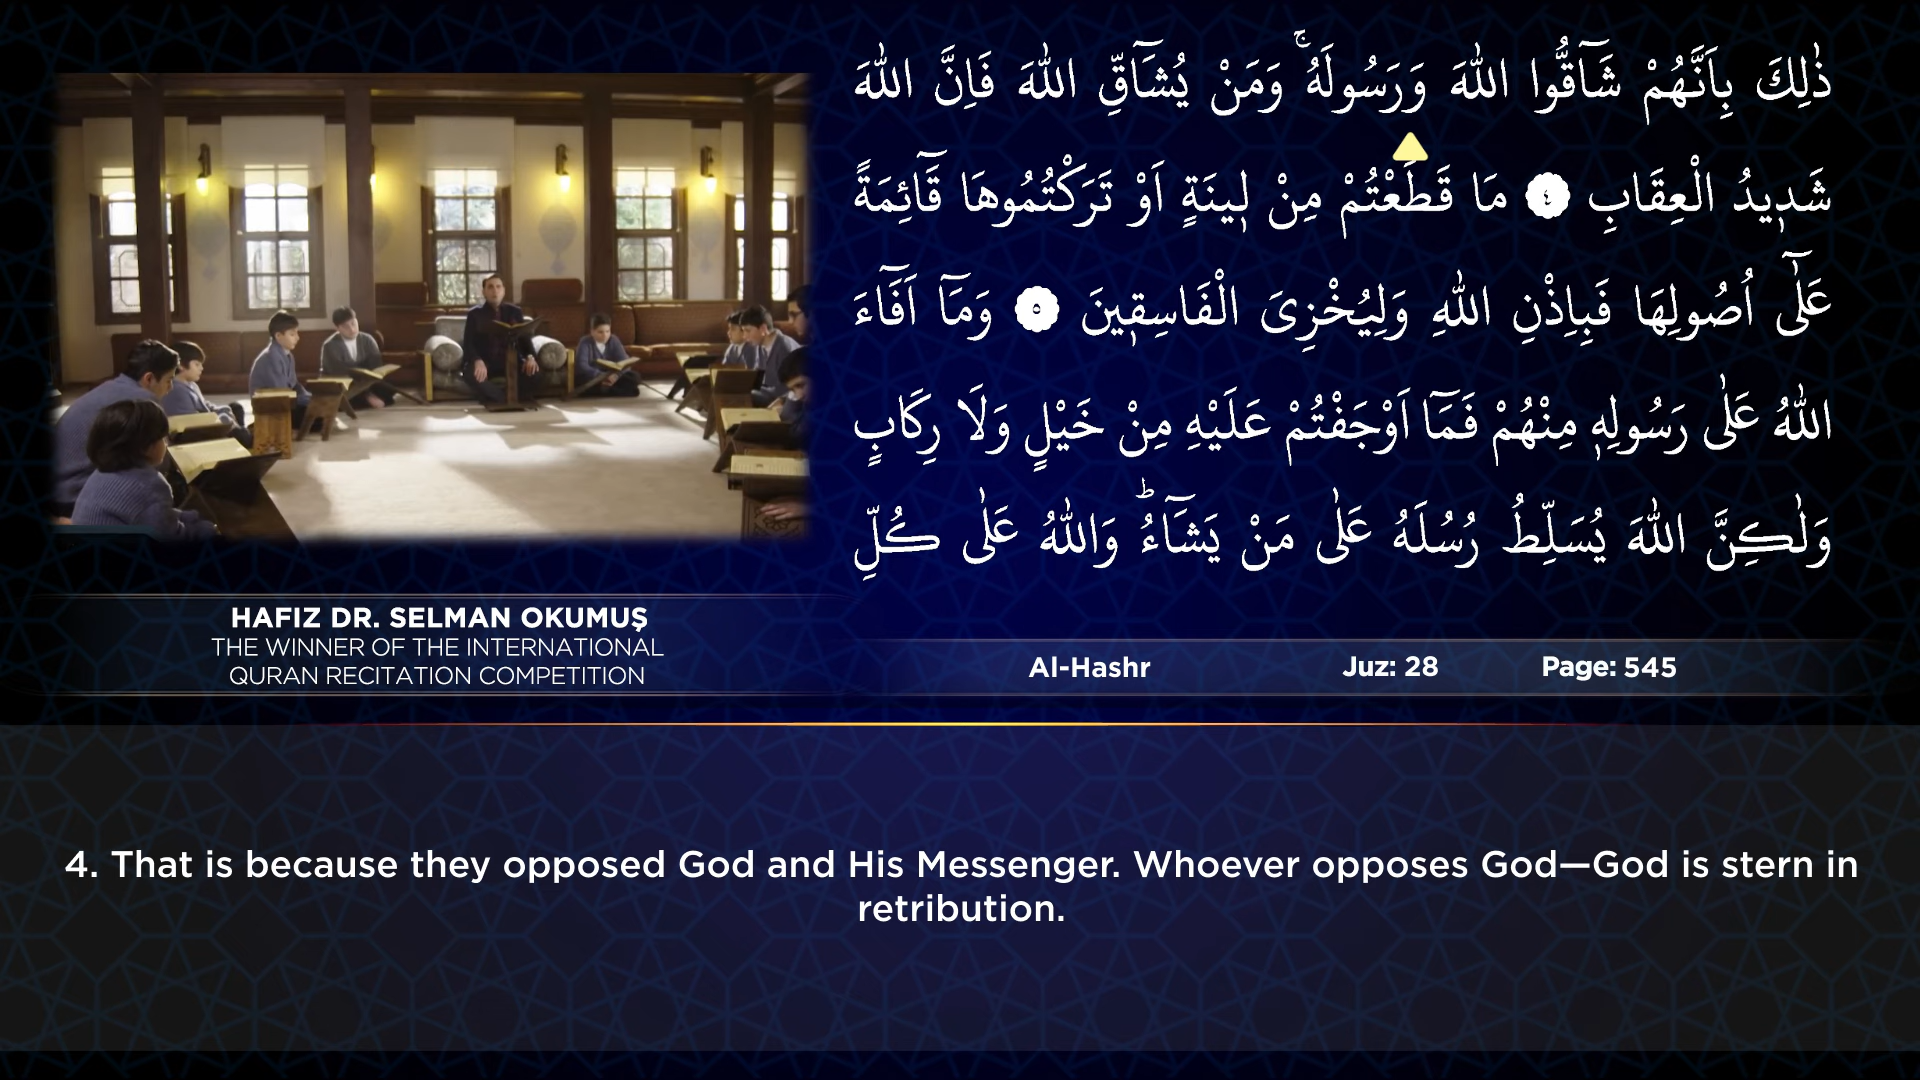 ذٰلِكَ بِاَنَّهُمْ شَٓاقُّوا اللّٰهَ وَرَسُولَهُۚ وَمَنْ يُشَٓاقِّ اللّٰهَ فَاِنَّ اللّٰهَ
شَدٖيدُ الْعِقَابِ ٤ مَا قَطَعْتُمْ مِنْ لٖينَةٍ اَوْ تَرَكْتُمُوهَا قَٓائِمَةً
عَلٰٓى اُصُولِهَا فَبِاِذْنِ اللّٰهِ وَلِيُخْزِىَ الْفَاسِقٖينَ ٥ وَمَٓا اَفَٓاءَ
اللّٰهُ عَلٰى رَسُولِهٖ مِنْهُمْ فَمَٓا اَوْجَفْتُمْ عَلَيْهِ مِنْ خَيْلٍ وَلَا رِكَابٍ
وَلٰكِنَّ اللّٰهَ يُسَلِّطُ رُسُلَهُ عَلٰى مَنْ يَشَٓاءُؕ وَاللّٰهُ عَلٰى كُلِّ
HAFIZ DR. SELMAN OKUMUŞ
THE WINNER OF THE INTERNATIONAL
QURAN RECITATION COMPETITION
Al-Hashr Juz: 28 Page: 545
4. That is because they opposed God and His Messenger. Whoever opposes God—God is stern in
retribution.